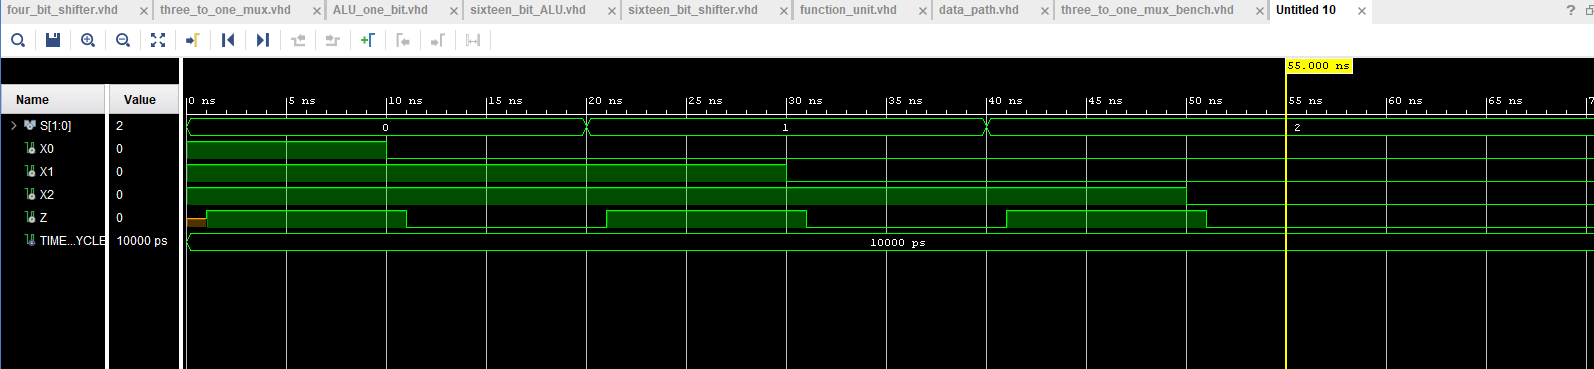 four_bit_shifter.vhd × three_to_one_mux.vhd × ALU_one_bit.vhd × sixteen_bit_ALU.vhd × sixteen_bit_shifter.vhd × function_unit.vhd × data_path.vhd × three_to_one_mux_bench.vhd × Untitled 10 × ?
55.000 ns
Name Value 0 ns 5 ns 10 ns 15 ns 20 ns 25 ns 30 ns 35 ns 40 ns 45 ns 50 ns 55 ns 60 ns 65 ns
S[1:0] 2 0 1 2
X0 0
X1 0
X2 0
Z 0
TIME...YCLE 10000 ps 10000 ps